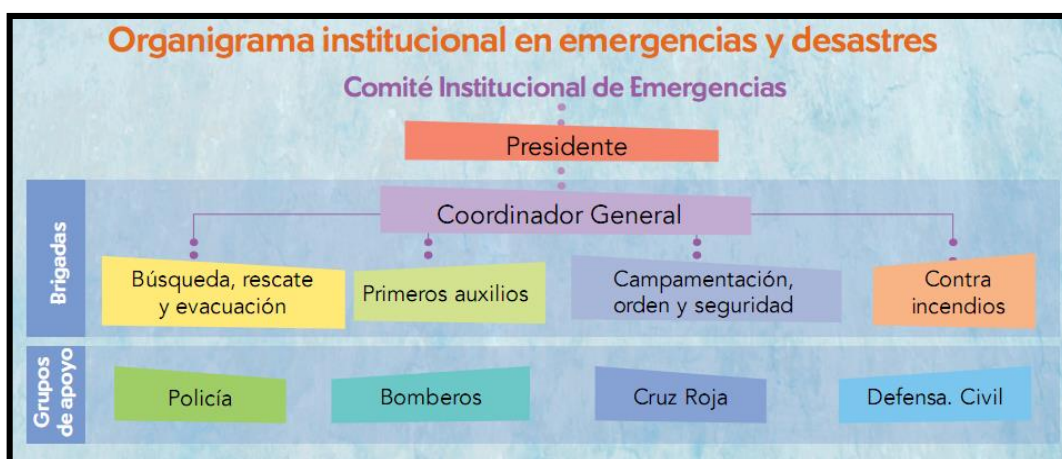 Organigrama institucional en emergencias y desastres
Comité Institucional de Emergencias
Presidente
Brigadas
Coordinador General
Búsqueda, rescate
y evacuación
Primeros auxilios
Campamentación,
orden y seguridad
Contra
incendios
Grupos
de apoyo
Policía
Bomberos
Cruz Roja
Defensa. Civil